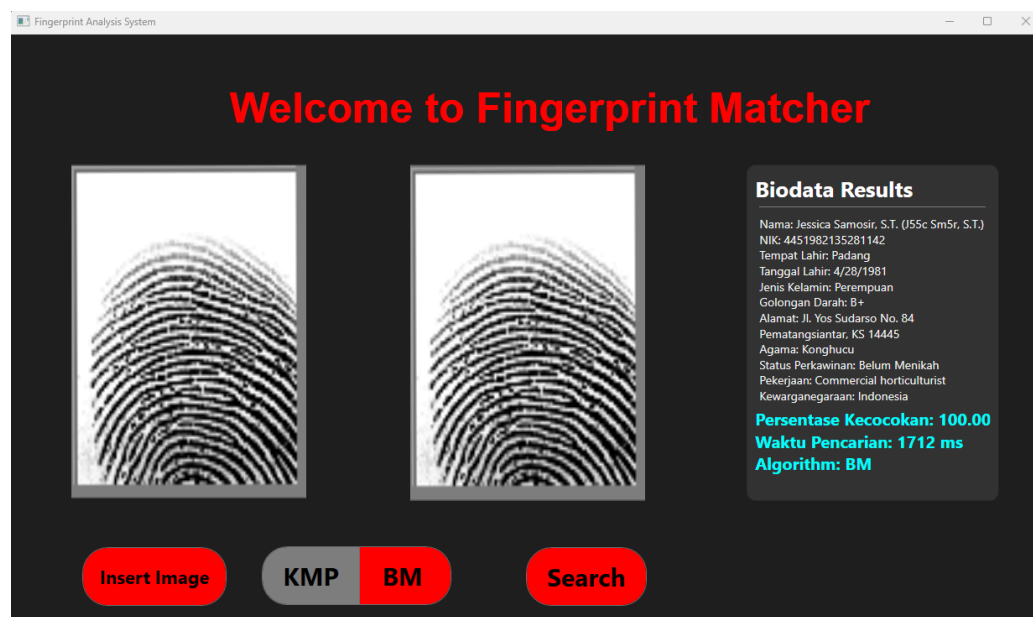 Fingerprint Analysis System
Welcome to Fingerprint Matcher
Biodata Results
Nama: Jessica Samosir, S.T. (J55c Sm5r, S.T.)
NIK: 4451982135281142
Tempat Lahir: Padang
Tanggal Lahir: 4/28/1981
Jenis Kelamin: Perempuan
Golongan Darah: B+
Alamat: Jl. Yos Sudarso No. 84
Pematangsiantar, KS 14445
Agama: Konghucu
Status Perkawinan: Belum Menikah
Pekerjaan: Commercial horticulturist
Kewarganegaraan: Indonesia
Persentase Kecocokan: 100.00
Waktu Pencarian: 1712 ms
Algorithm: BM
Insert Image
KMP
BM
Search